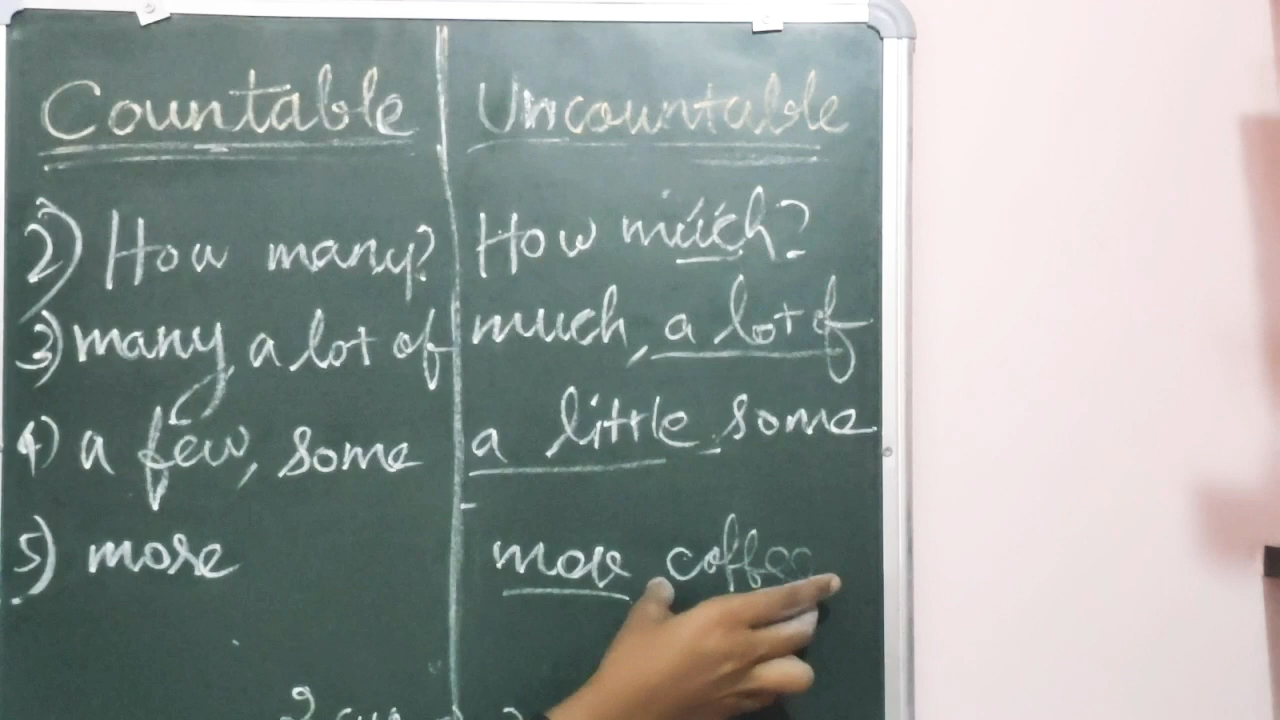 Countable
Uncountable
2) How many?
How much?
3) many, a lot of
much, a lot of
4) a few, some
a little, some
5) more
more coffee